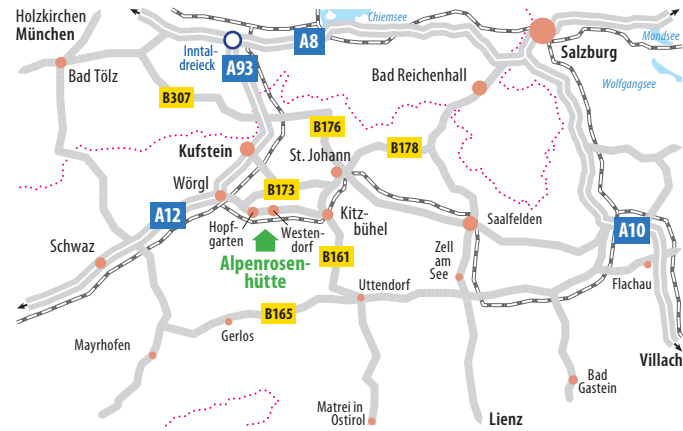 Holzkirchen
München
Chiemsee
Mondsee
Inntal-
dreieck
A8
Salzburg
A93
Bad Tölz
Bad Reichenhall
Wolfgangsee
B307
B176
Kufstein
St. Johann
B178
Wörgl
B173
A12
Hopf-
garten
Westen-
dorf
Kitz-
bühel
Saalfelden
A10
Schwaz
Alpenrosen-
hütte
B161
Zell
am
See
Uttendorf
Flachau
B165
Gerlos
Mayrhofen
Villach
Bad
Gastein
Matrei in
Ostirol
Lienz